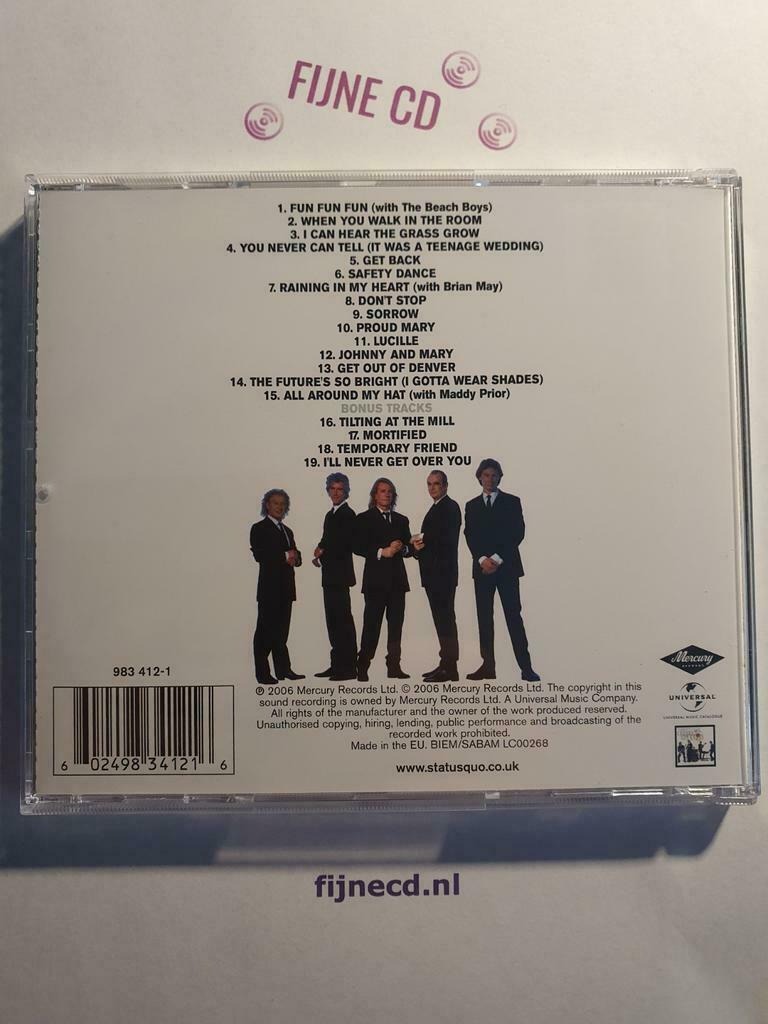 FIJNE CD
1. FUN FUN FUN (with The Beach Boys)
2. WHEN YOU WALK IN THE ROOM
3. I CAN HEAR THE GRASS GROW
4. YOU NEVER CAN TELL (IT WAS A TEENAGE WEDDING)
5. GET BACK
6. SAFETY DANCE
7. RAINING IN MY HEART (with Brian May)
8. DON'T STOP
9. SORROW
10. PROUD MARY
11. LUCILLE
12. JOHNNY AND MARY
13. GET OUT OF DENVER
14. THE FUTURE'S SO BRIGHT (I GOTTA WEAR SHADES)
15. ALL AROUND MY HAT (with Maddy Prior)
BONUS TRACKS
16. TILTING AT THE MILL
17. MORTIFIED
18. TEMPORARY FRIEND
19. I'LL NEVER GET OVER YOU
983 412-1
6 02498 34121 6
℗ 2006 Mercury Records Ltd. © 2006 Mercury Records Ltd. The copyright in this
sound recording is owned by Mercury Records Ltd. A Universal Music Company.
All rights of the manufacturer and the owner of the work produced reserved.
Unauthorised copying, hiring, lending, public performance and broadcasting of the
recorded work prohibited.
Made in the EU. BIEM/SABAM LC00268
www.statusquo.co.uk
Mercury
RECORDS
UNIVERSAL
UNIVERSAL MUSIC CATALOGUE
fijnecd.nl